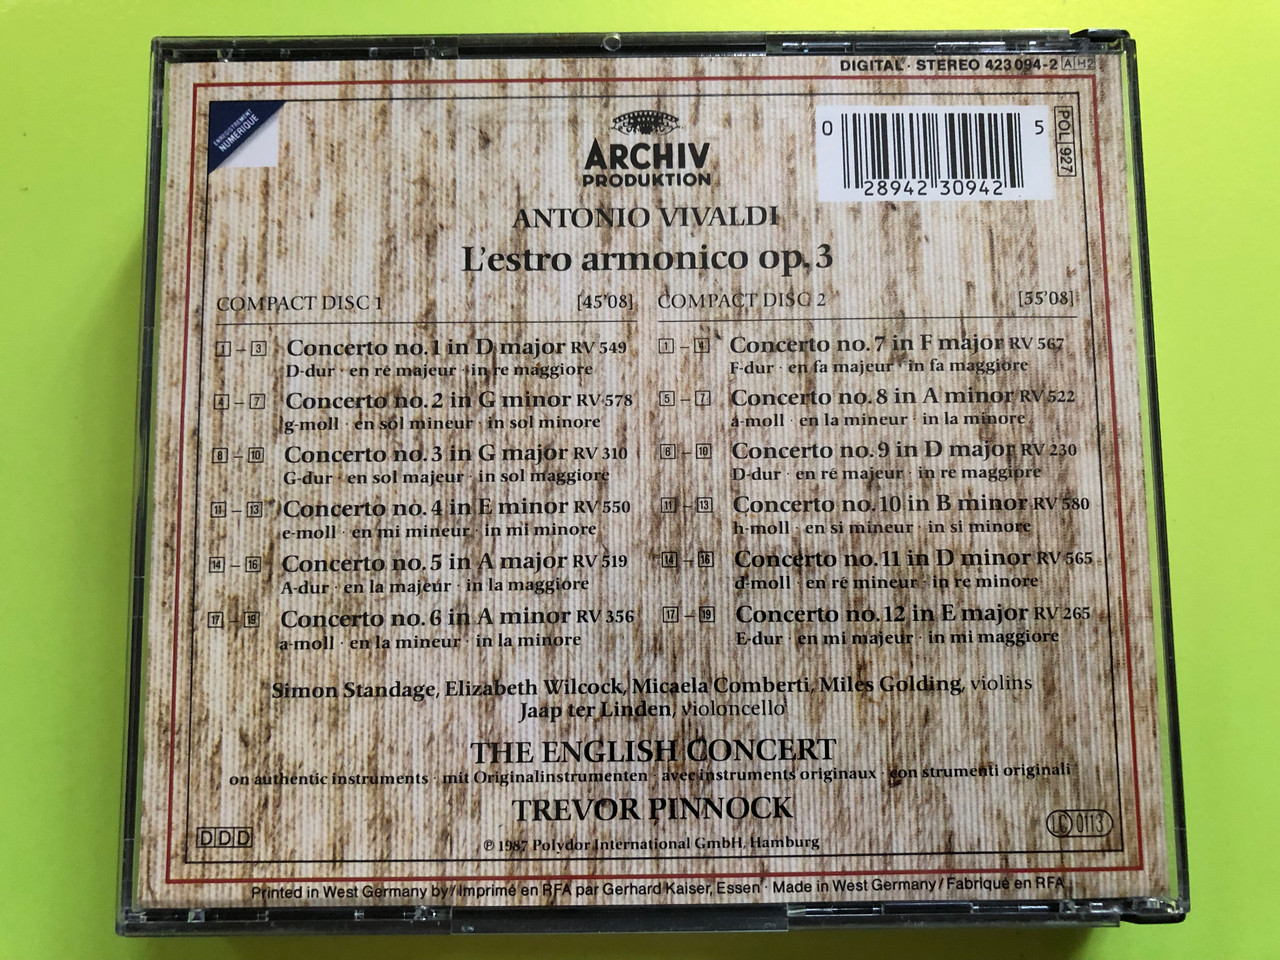 DIGITAL · STEREO 423 094-2 AH2
ENREGISTREMENT
NUMERIQUE
ARCHIV
PRODUKTION
0 28942 30942 5
POL 927
ANTONIO VIVALDI
L'estro armonico op. 3
COMPACT DISC 1 [45'08]
1 – 3 Concerto no. 1 in D major RV 549
D-dur · en ré majeur · in re maggiore
4 – 7 Concerto no. 2 in G minor RV 578
g-moll · en sol mineur · in sol minore
8 – 10 Concerto no. 3 in G major RV 310
G-dur · en sol majeur · in sol maggiore
11 – 13 Concerto no. 4 in E minor RV 550
e-moll · en mi mineur · in mi minore
14 – 16 Concerto no. 5 in A major RV 519
A-dur · en la majeur · in la maggiore
17 – 19 Concerto no. 6 in A minor RV 356
a-moll · en la mineur · in la minore
COMPACT DISC 2 [55'08]
1 – 4 Concerto no. 7 in F major RV 567
F-dur · en fa majeur · in fa maggiore
5 – 7 Concerto no. 8 in A minor RV 522
a-moll · en la mineur · in la minore
8 – 10 Concerto no. 9 in D major RV 230
D-dur · en ré majeur · in re maggiore
11 – 13 Concerto no. 10 in B minor RV 580
h-moll · en si mineur · in si minore
14 – 16 Concerto no. 11 in D minor RV 565
d-moll · en ré mineur · in re minore
17 – 19 Concerto no. 12 in E major RV 265
E-dur · en mi majeur · in mi maggiore
Simon Standage, Elizabeth Wilcock, Micaela Comberti, Miles Golding, violins
Jaap ter Linden, violoncello
THE ENGLISH CONCERT
on authentic instruments · mit Originalinstrumenten · avec instruments originaux · con strumenti originali
TREVOR PINNOCK
DDD
LC 0113
℗ 1987 Polydor International GmbH, Hamburg
Printed in West Germany by / Imprimé en RFA par Gerhard Kaiser, Essen · Made in West Germany / Fabriqué en RFA